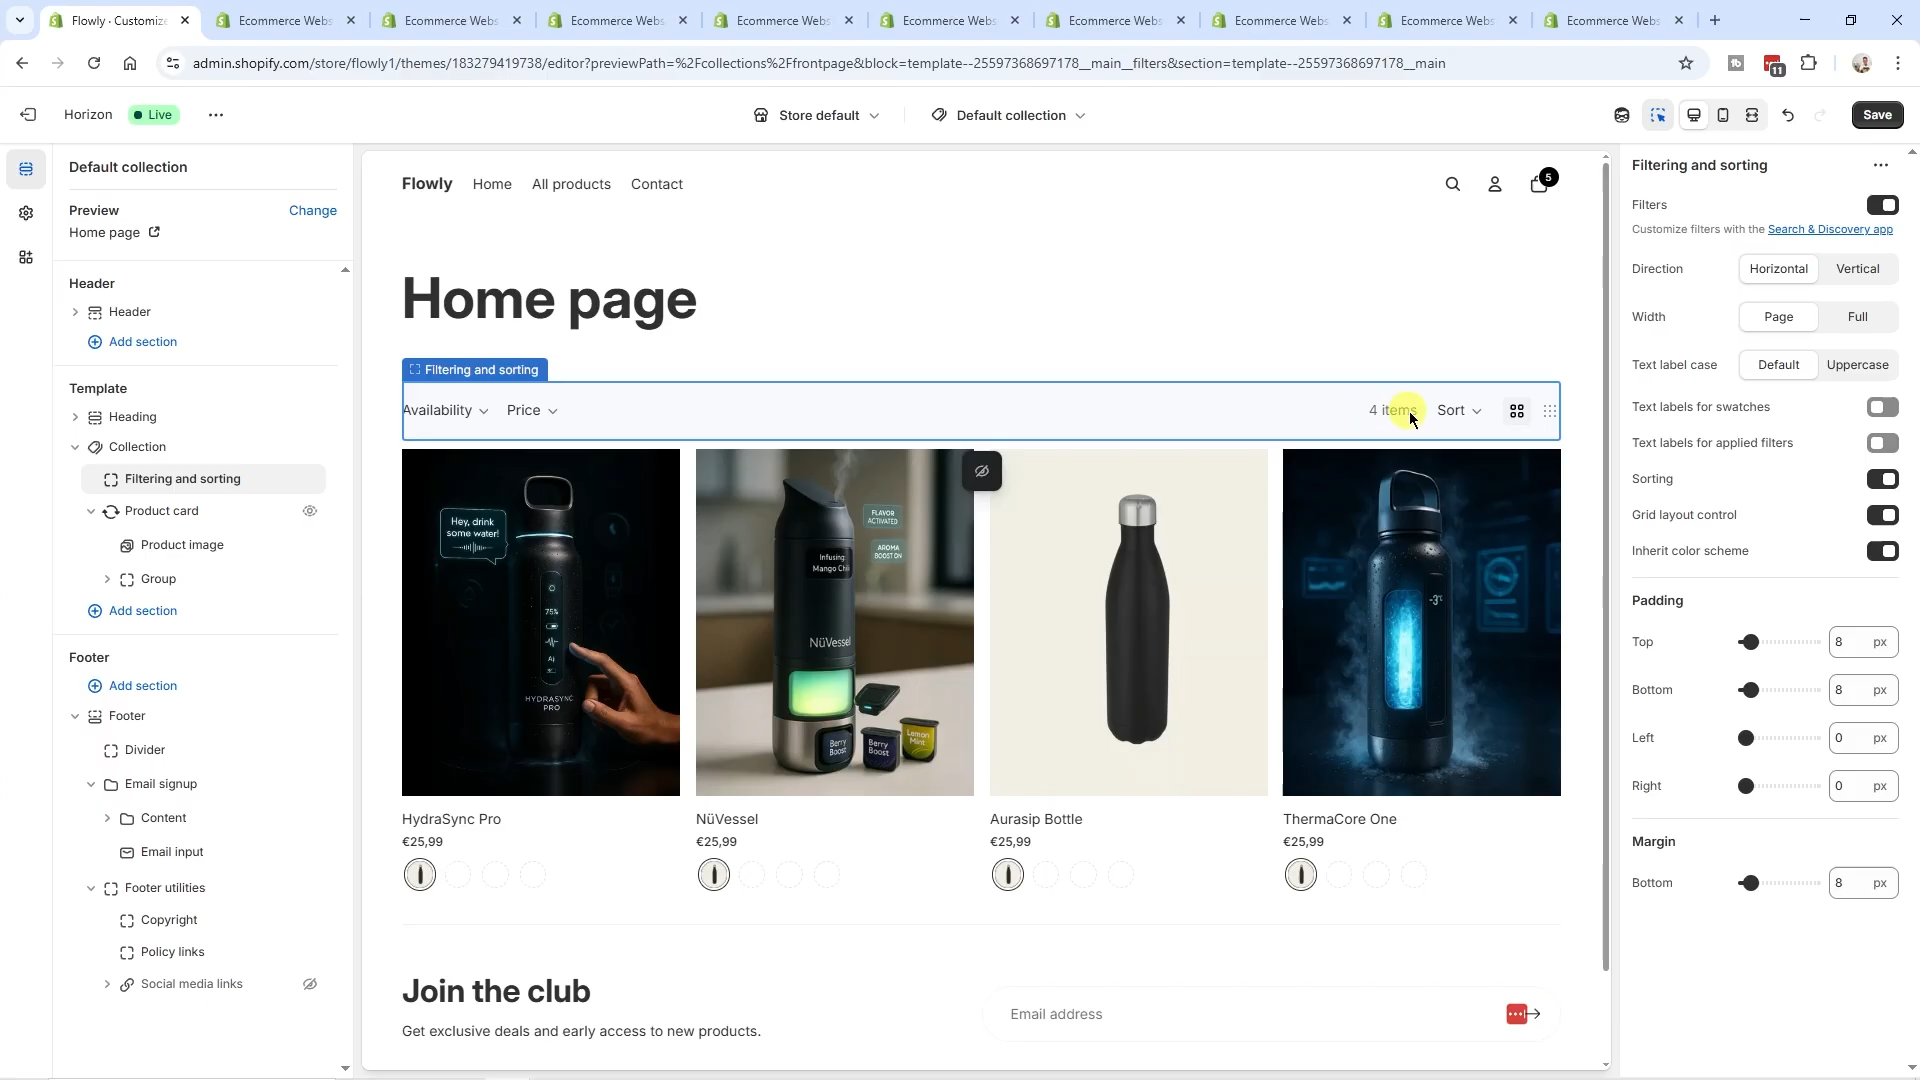 Flowly · Customize
Ecommerce Webs
Ecommerce Webs
Ecommerce Webs
Ecommerce Webs
Ecommerce Webs
Ecommerce Webs
Ecommerce Webs
Ecommerce Webs
Ecommerce Webs
admin.shopify.com/store/flowly1/themes/183279419738/editor?previewPath=%2Fcollections%2Ffrontpage&block=template--25597368697178__main__filters&section=template--25597368697178__main
11
Horizon
Live
Store default
Default collection
Save
Default collection
Preview
Change
Home page
Header
Header
Add section
Template
Heading
Collection
Filtering and sorting
Product card
Product image
Group
Add section
Footer
Add section
Footer
Divider
Email signup
Content
Email input
Footer utilities
Copyright
Policy links
Social media links
Flowly
Home
All products
Contact
5
Home page
Filtering and sorting
Availability
Price
4 items
Sort
Hey, drink
some water!
75%
AI
HYDRASYNC
PRO
FLAVOR
ACTIVATED
AROMA
BOOST ON
Infusing:
Mango Chili
NüVessel
Berry
Boost
Berry
Boost
Lemon
Mint
HydraSync Pro
€25,99
NüVessel
€25,99
Aurasip Bottle
€25,99
ThermaCore One
€25,99
Join the club
Get exclusive deals and early access to new products.
Email address
Filtering and sorting
Filters
Customize filters with the Search & Discovery app
Direction
Horizontal
Vertical
Width
Page
Full
Text label case
Default
Uppercase
Text labels for swatches
Text labels for applied filters
Sorting
Grid layout control
Inherit color scheme
Padding
Top
8 px
Bottom
8 px
Left
0 px
Right
0 px
Margin
Bottom
8 px